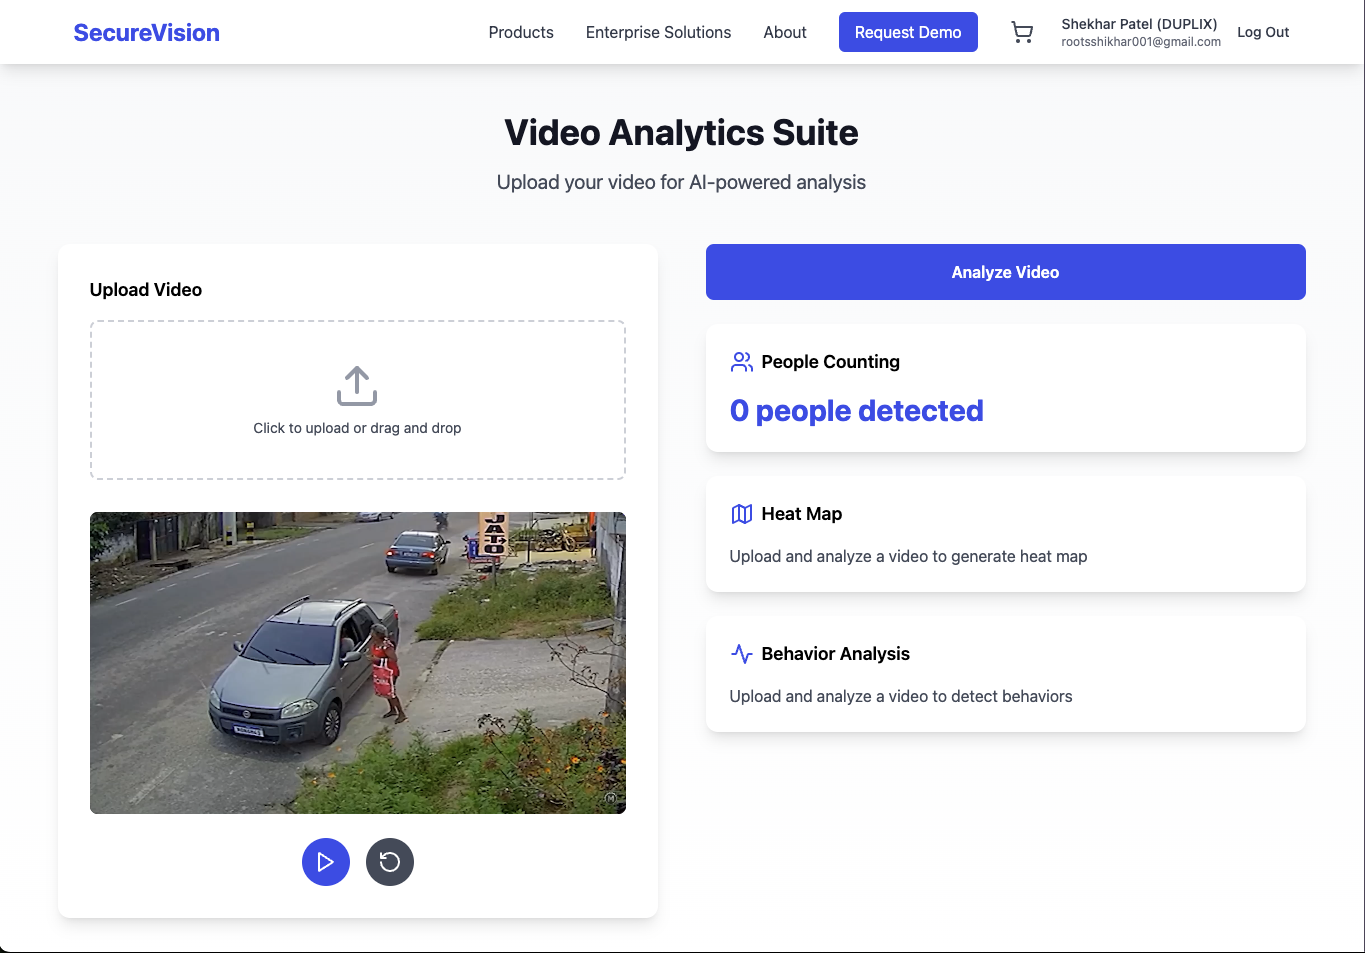 SecureVision
Products
Enterprise Solutions
About
Request Demo
Shekhar Patel (DUPLIX)
rootsshikhar001@gmail.com
Log Out
Video Analytics Suite
Upload your video for AI-powered analysis
Upload Video
Click to upload or drag and drop
JATO
Analyze Video
People Counting
0 people detected
Heat Map
Upload and analyze a video to generate heat map
Behavior Analysis
Upload and analyze a video to detect behaviors